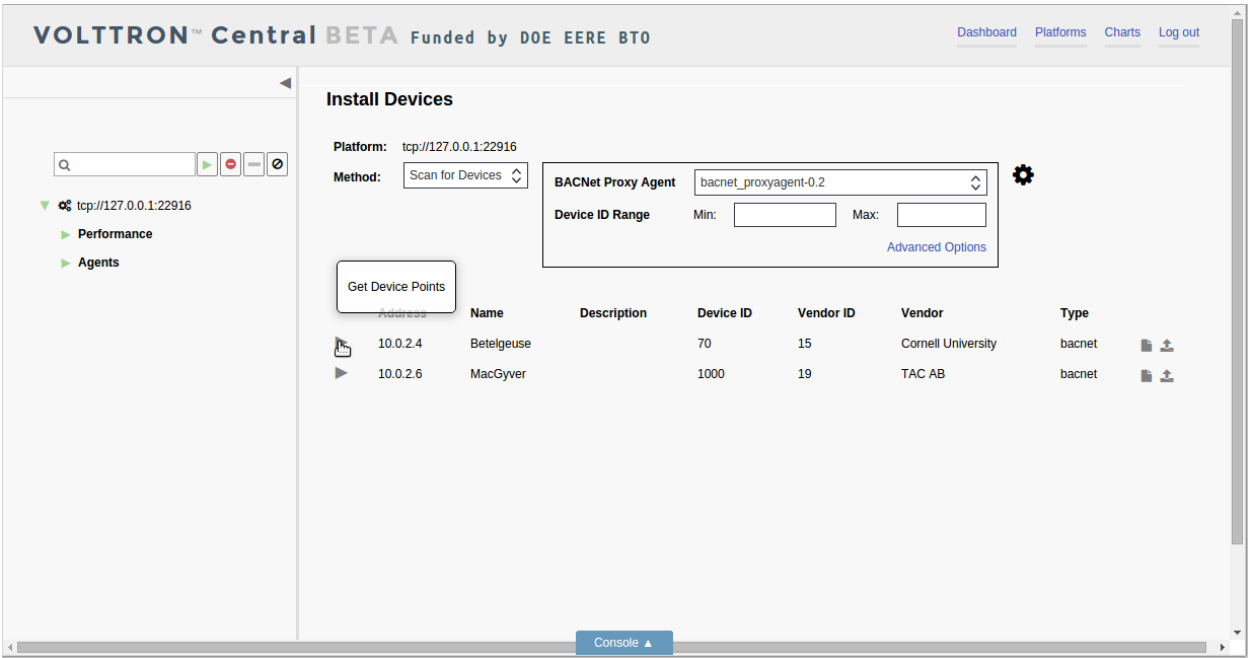 VOLTTRON™ Central BETA Funded by DOE EERE BTO
Dashboard Platforms Charts Log out
Install Devices
Platform: tcp://127.0.0.1:22916
Method: Scan for Devices
BACNet Proxy Agent bacnet_proxyagent-0.2
Device ID Range Min: Max:
Advanced Options
tcp://127.0.0.1:22916
Performance
Agents
Get Device Points
Address Name Description Device ID Vendor ID Vendor Type
10.0.2.4 Betelgeuse 70 15 Cornell University bacnet
10.0.2.6 MacGyver 1000 19 TAC AB bacnet
Console ▲